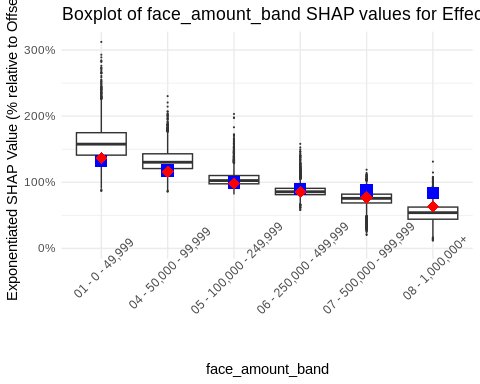 Boxplot of face_amount_band SHAP values for Effec
Exponentiated SHAP Value (% relative to Offse
300%
200%
100%
0%
01 - 0 - 49,999
04 - 50,000 - 99,999
05 - 100,000 - 249,999
06 - 250,000 - 499,999
07 - 500,000 - 999,999
08 - 1,000,000+
face_amount_band